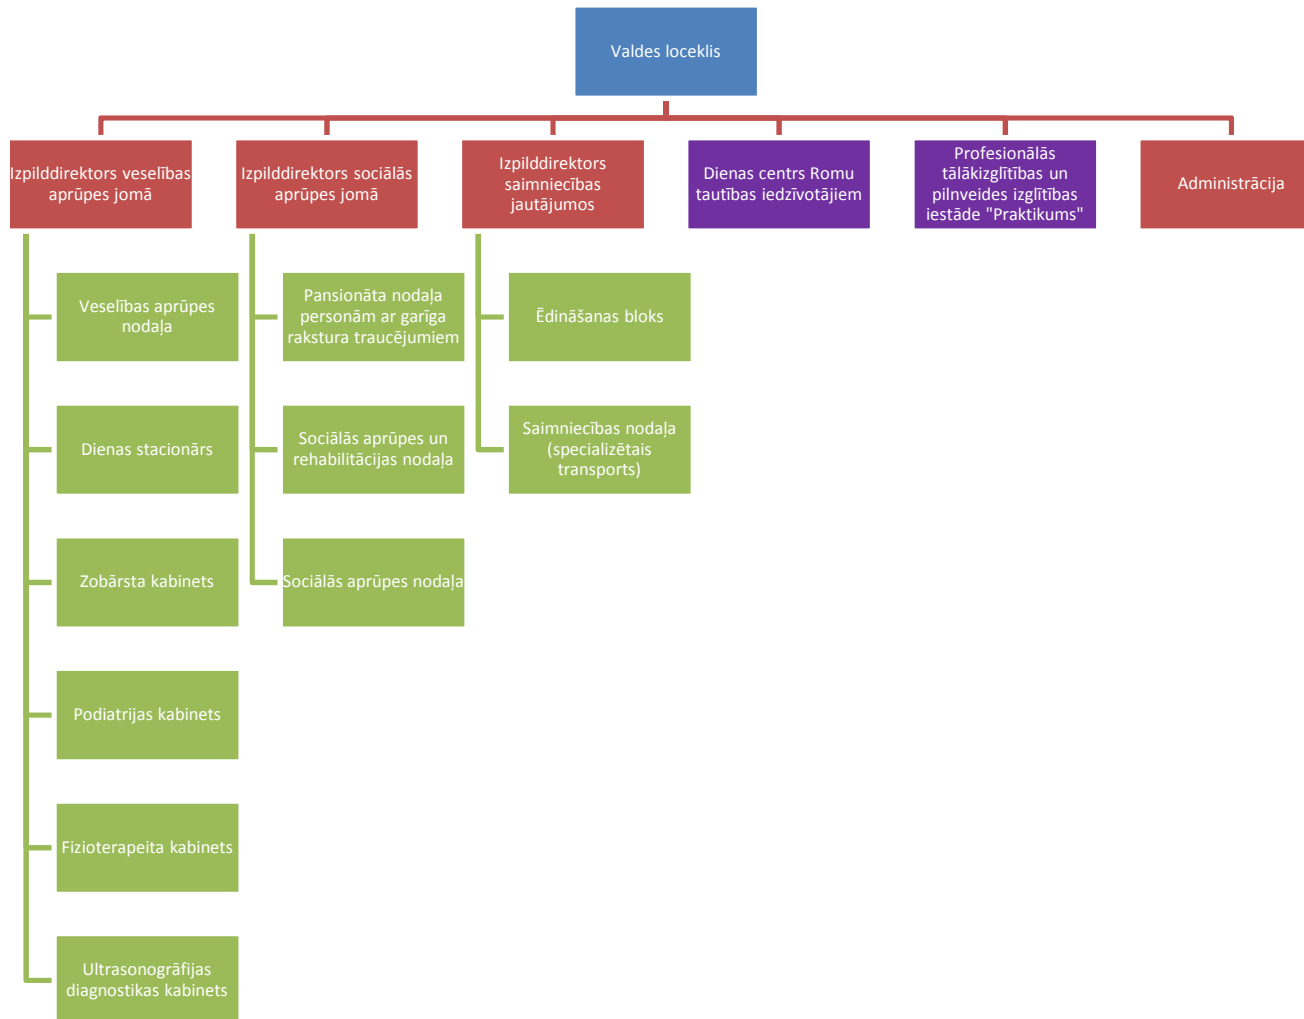 Valdes loceklis
Izpilddirektors veselības
aprūpes jomā
Izpilddirektors sociālās
aprūpes jomā
Izpilddirektors
saimniecības
jautājumos
Dienas centrs Romu
tautības iedzīvotājiem
Profesionālās
tālākizglītības un
pilnveides izglītības
iestāde "Praktikums"
Administrācija
Veselības aprūpes
nodaļa
Pansionāta nodaļa
personām ar garīga
rakstura traucējumiem
Ēdināšanas bloks
Dienas stacionārs
Sociālās aprūpes un
rehabilitācijas nodaļa
Saimniecības nodaļa
(specializētais
transports)
Zobārsta kabinets
Sociālās aprūpes nodaļa
Podiatrijas kabinets
Fizioterapeita kabinets
Ultrasonogrāfijas
diagnostikas kabinets